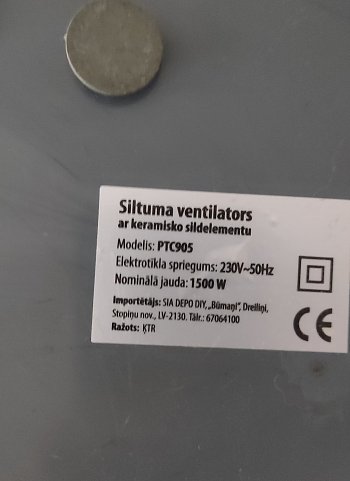 Siltuma ventilators
ar keramisko sildelementu
Modelis: PTC905
Elektrotīkla spriegums: 230V~50Hz
Nominālā jauda: 1500 W
Importētājs: SIA DEPO DIY, „Būmaņi”, Dreiliņi,
Stopiņu nov., LV-2130. Tālr.: 67064100
Ražots: ĶTR
CE